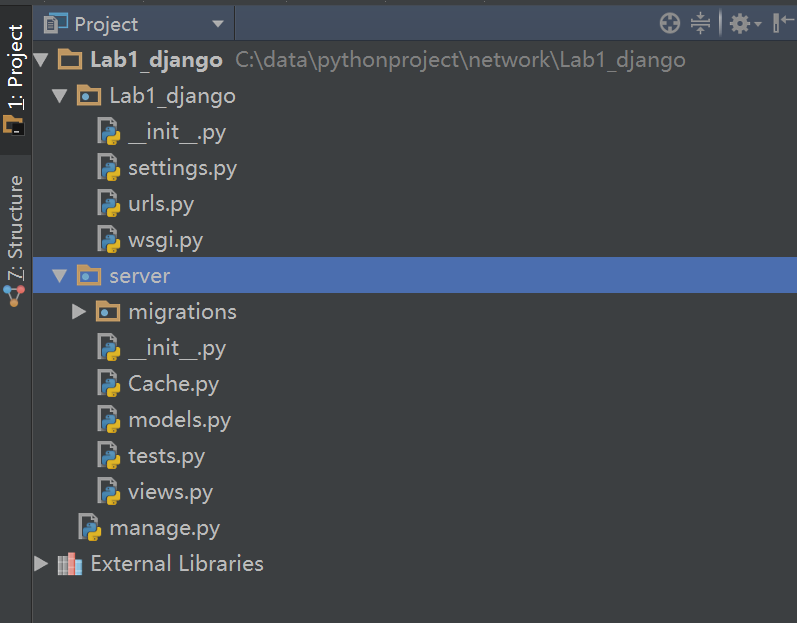 Project
1: Project
7: Structure
Lab1_django C:\data\pythonproject\network\Lab1_django
Lab1_django
__init__.py
settings.py
urls.py
wsgi.py
server
migrations
__init__.py
Cache.py
models.py
tests.py
views.py
manage.py
External Libraries